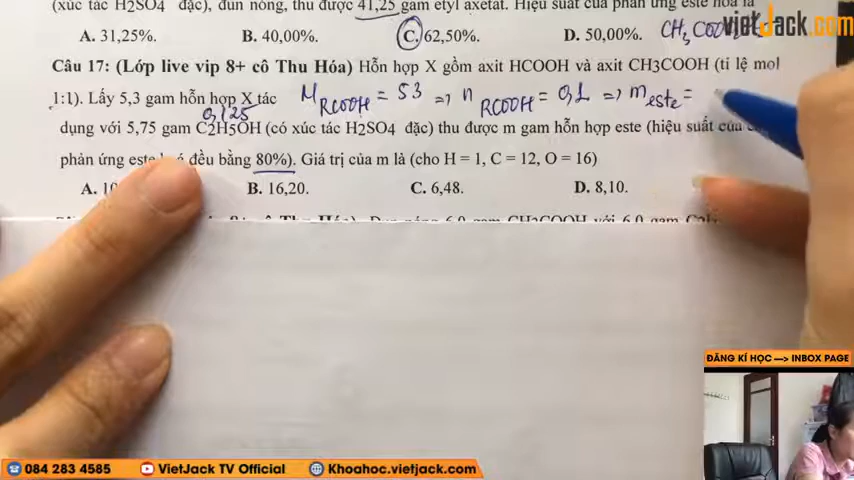 (xúc tác H2SO4 đặc), đun nóng, thu được 41,25 gam etyl axetat. Hiệu suất của phản ứng este hóa là
A. 31,25%. B. 40,00%. C. 62,50%. D. 50,00%.
vietJack.com
Câu 17: (Lớp live vip 8+ cô Thu Hóa) Hỗn hợp X gồm axit HCOOH và axit CH3COOH (tỉ lệ mol
1:1). Lấy 5,3 gam hỗn hợp X tác
M RCOOH = 53 => n RCOOH = 0,1 => m este =
0,125
dụng với 5,75 gam C2H5OH (có xúc tác H2SO4 đặc) thu được m gam hỗn hợp este (hiệu suất của
phản ứng este đều bằng 80%). Giá trị của m là (cho H = 1, C = 12, O = 16)
A. 10 B. 16,20. C. 6,48. D. 8,10.
ĐĂNG KÍ HỌC —> INBOX PAGE
084 283 4585 VietJack TV Official Khoahoc.vietjack.com